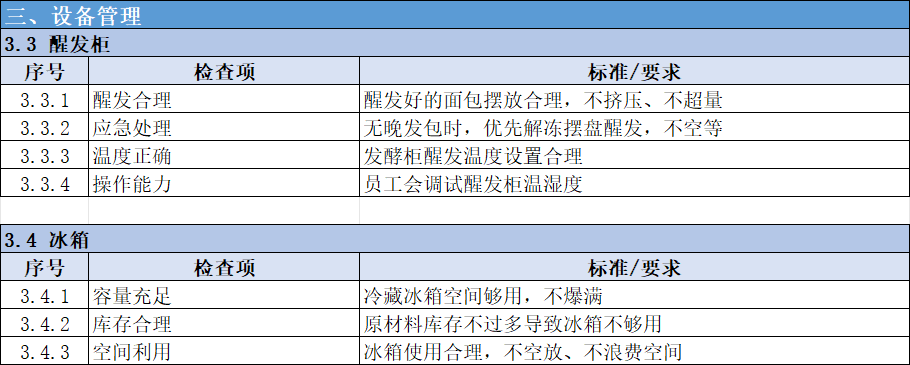 三、设备管理
3.3 醒发柜
序号 检查项 标准/要求
3.3.1 醒发合理 醒发好的面包摆放合理，不挤压、不超量
3.3.2 应急处理 无晚发包时，优先解冻摆盘醒发，不空等
3.3.3 温度正确 发酵柜醒发温度设置合理
3.3.4 操作能力 员工会调试醒发柜温湿度
3.4 冰箱
序号 检查项 标准/要求
3.4.1 容量充足 冷藏冰箱空间够用，不爆满
3.4.2 库存合理 原材料库存不过多导致冰箱不够用
3.4.3 空间利用 冰箱使用合理，不空放、不浪费空间